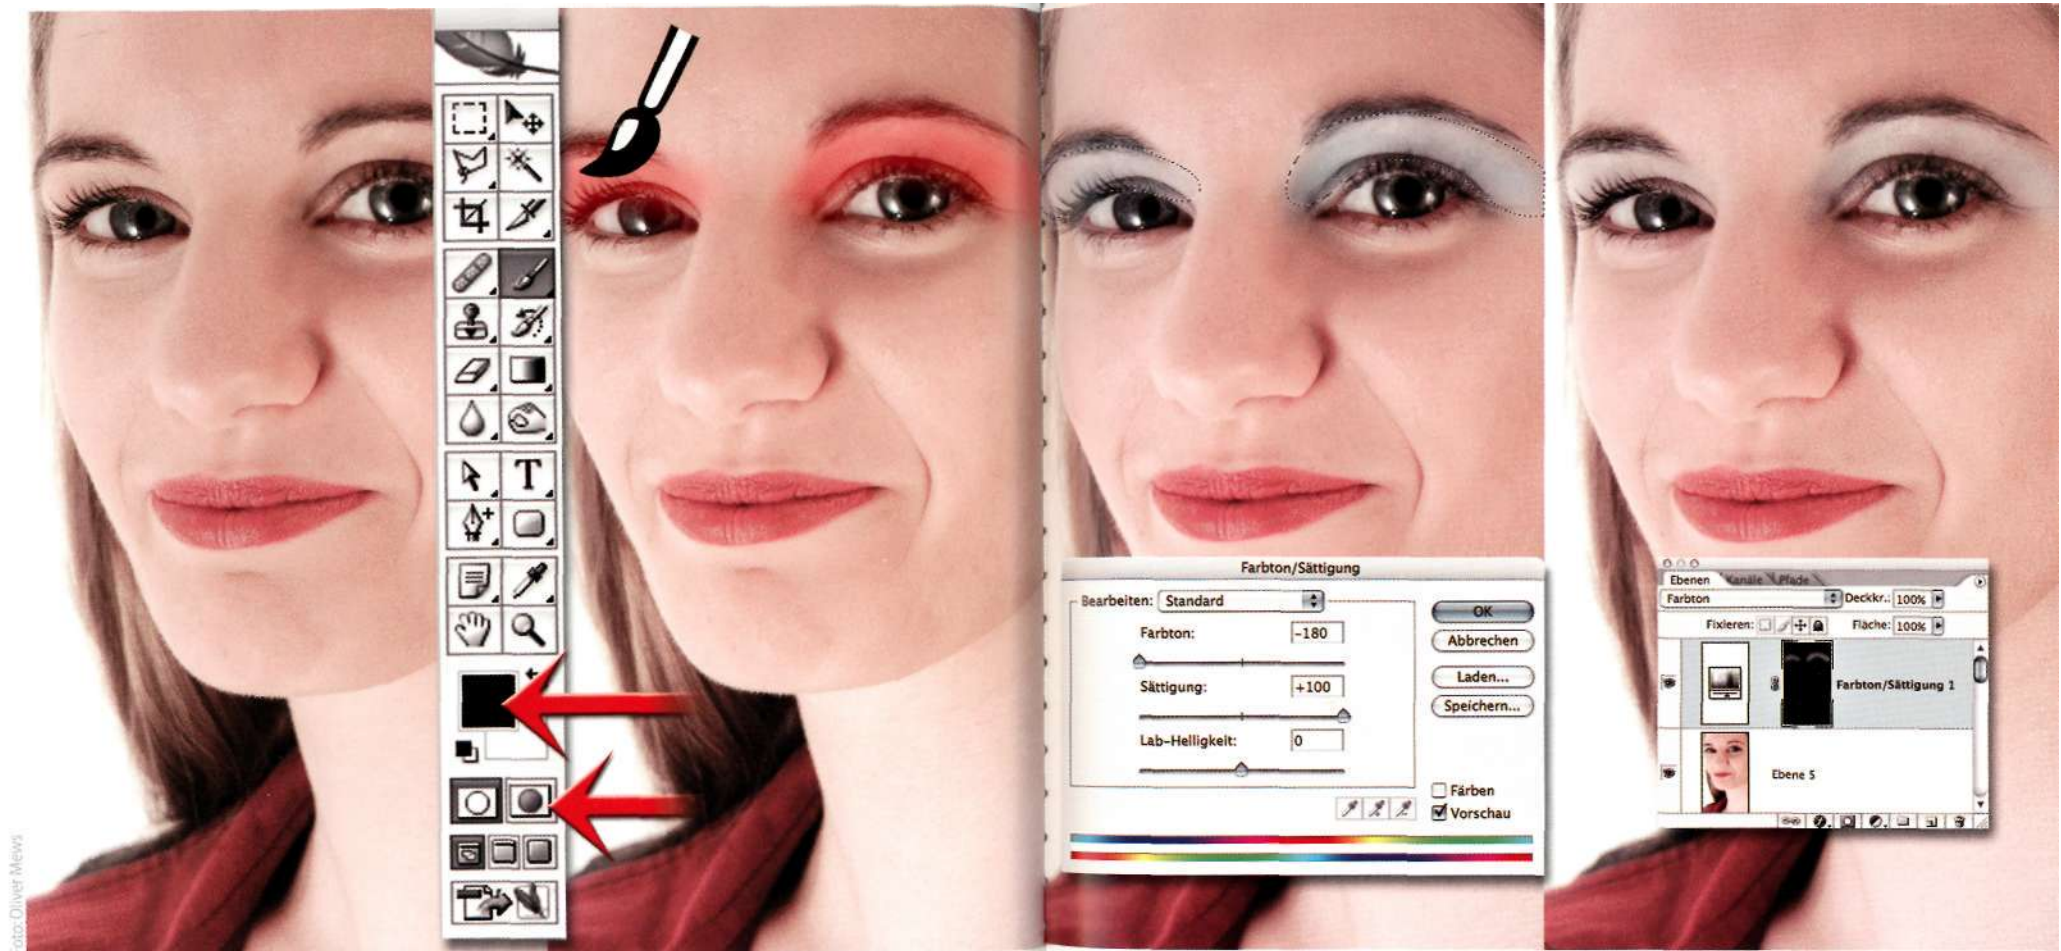 Foto: Oliver Mews
T
Farbton/Sättigung
Bearbeiten: Standard
OK
Farbton: -180
Abbrechen
Laden...
Sättigung: +100
Speichern...
Lab-Helligkeit: 0
Färben
Vorschau
Ebenen Kanäle Pfade
Farbton Deckkr.: 100%
Fixieren: Fläche: 100%
Farbton/Sättigung 1
Ebene 5